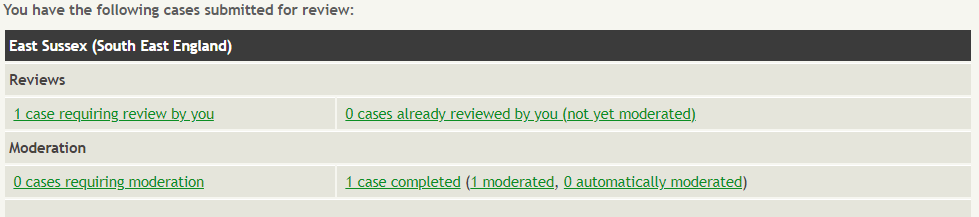 You have the following cases submitted for review:
East Sussex (South East England)
Reviews
1 case requiring review by you
0 cases already reviewed by you (not yet moderated)
Moderation
0 cases requiring moderation
1 case completed (1 moderated, 0 automatically moderated)